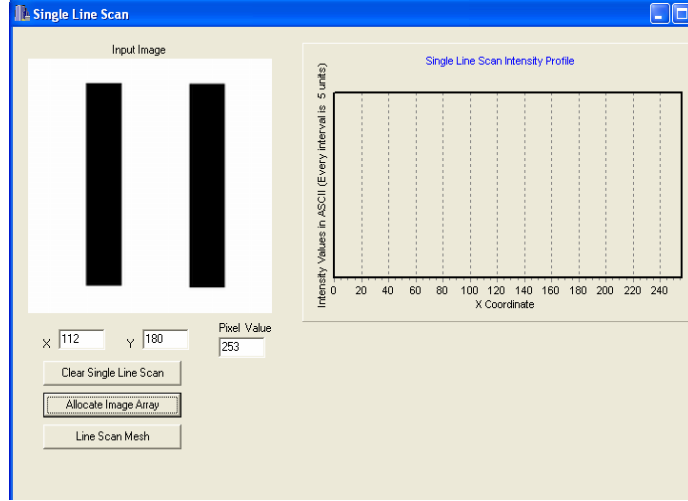 Single Line Scan
Input Image
Single Line Scan Intensity Profile
Intensity Values in ASCII (Every interval is 5 units)
0 20 40 60 80 100 120 140 160 180 200 220 240
X Coordinate
X 112 Y 180
Pixel Value
253
Clear Single Line Scan
Allocate Image Array
Line Scan Mesh